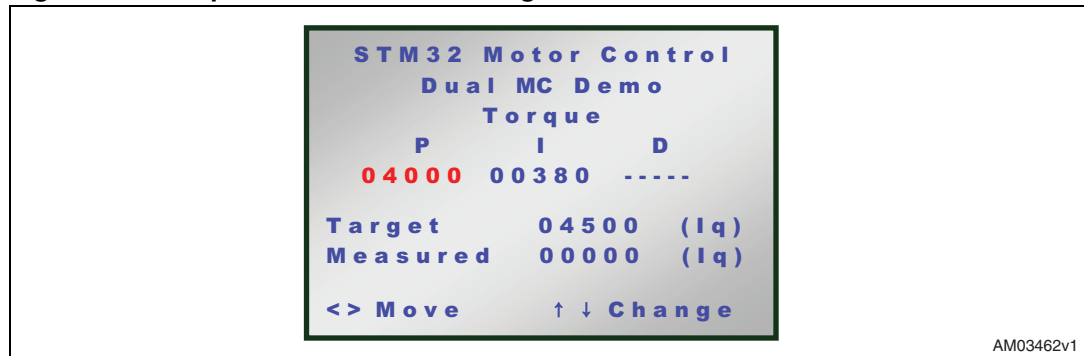 STM32 Motor Control
Dual MC Demo
Torque
P I D
04000 00380 -----
Target 04500 (Iq)
Measured 00000 (Iq)
<> Move ↑ ↓ Change
AM03462v1